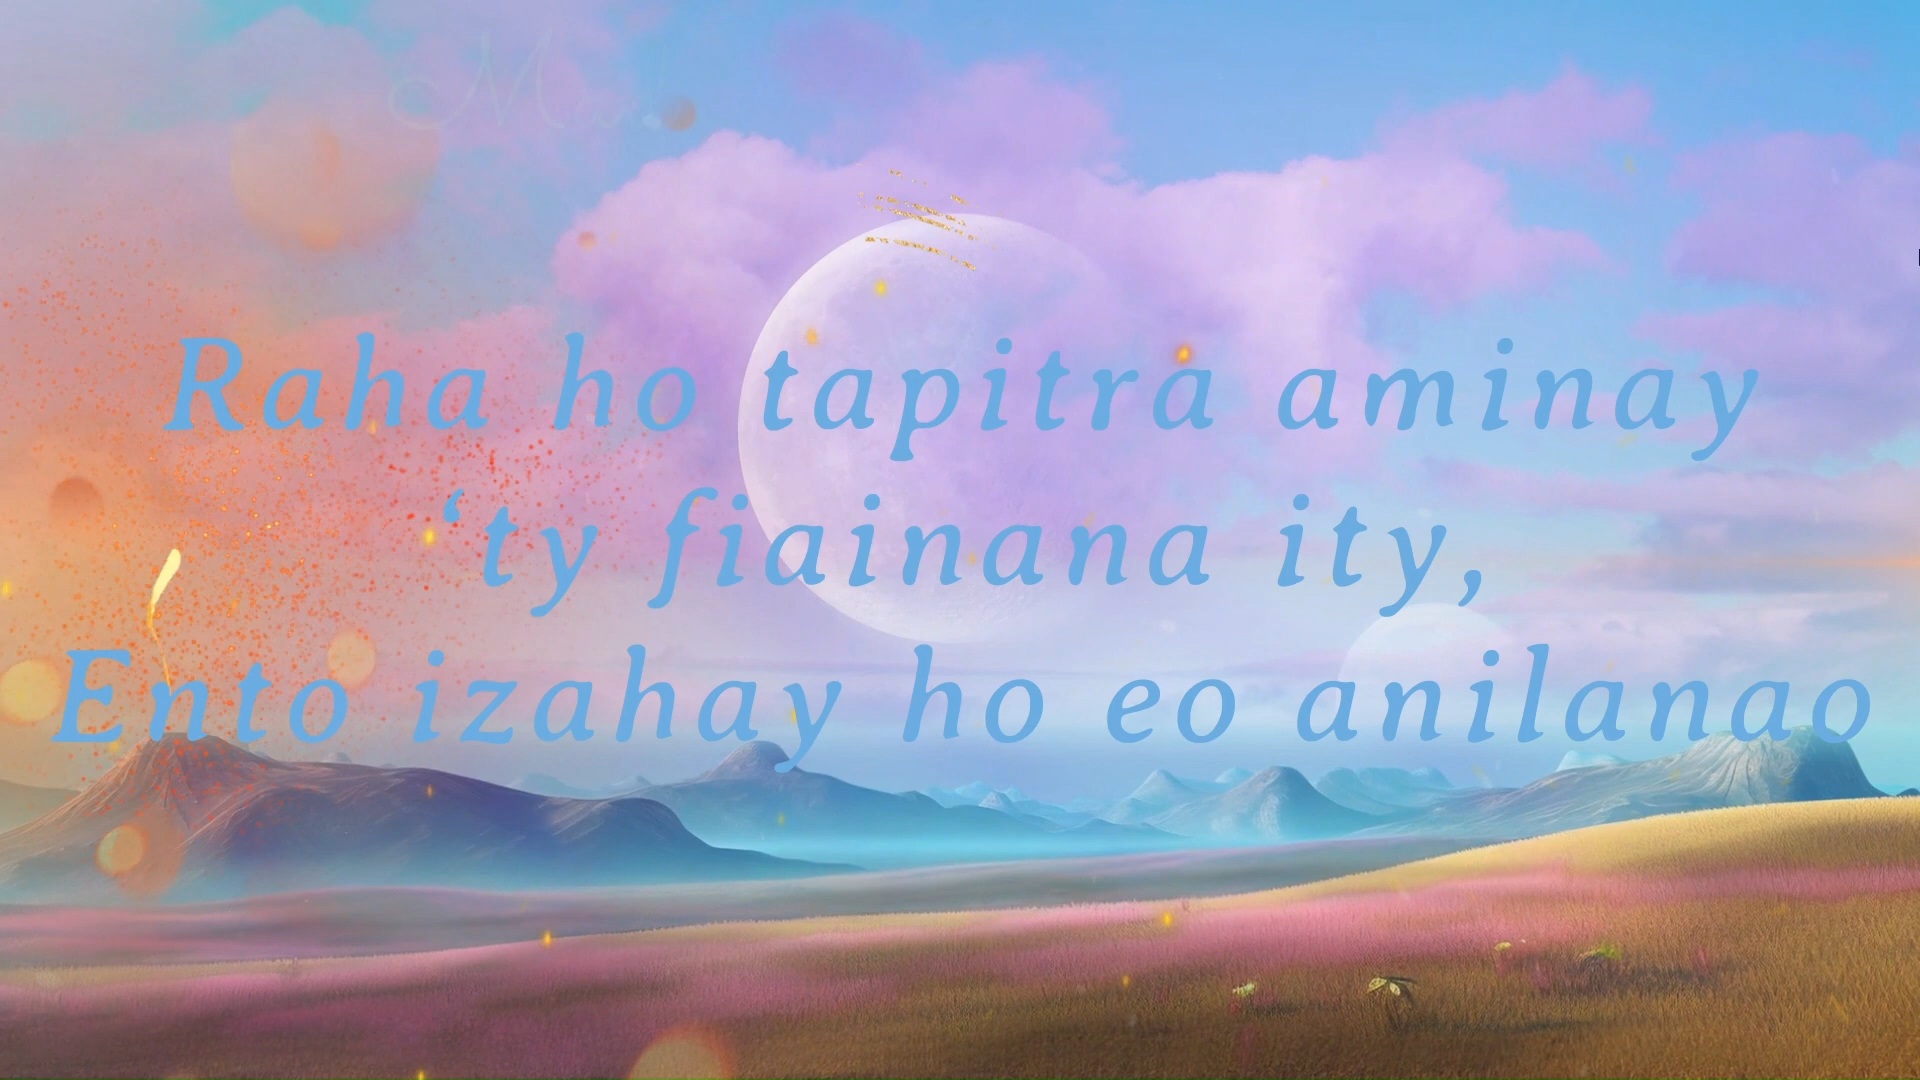 Raha ho tapitra aminay
‘ty fiainana ity,
Ento izahay ho eo anilanao